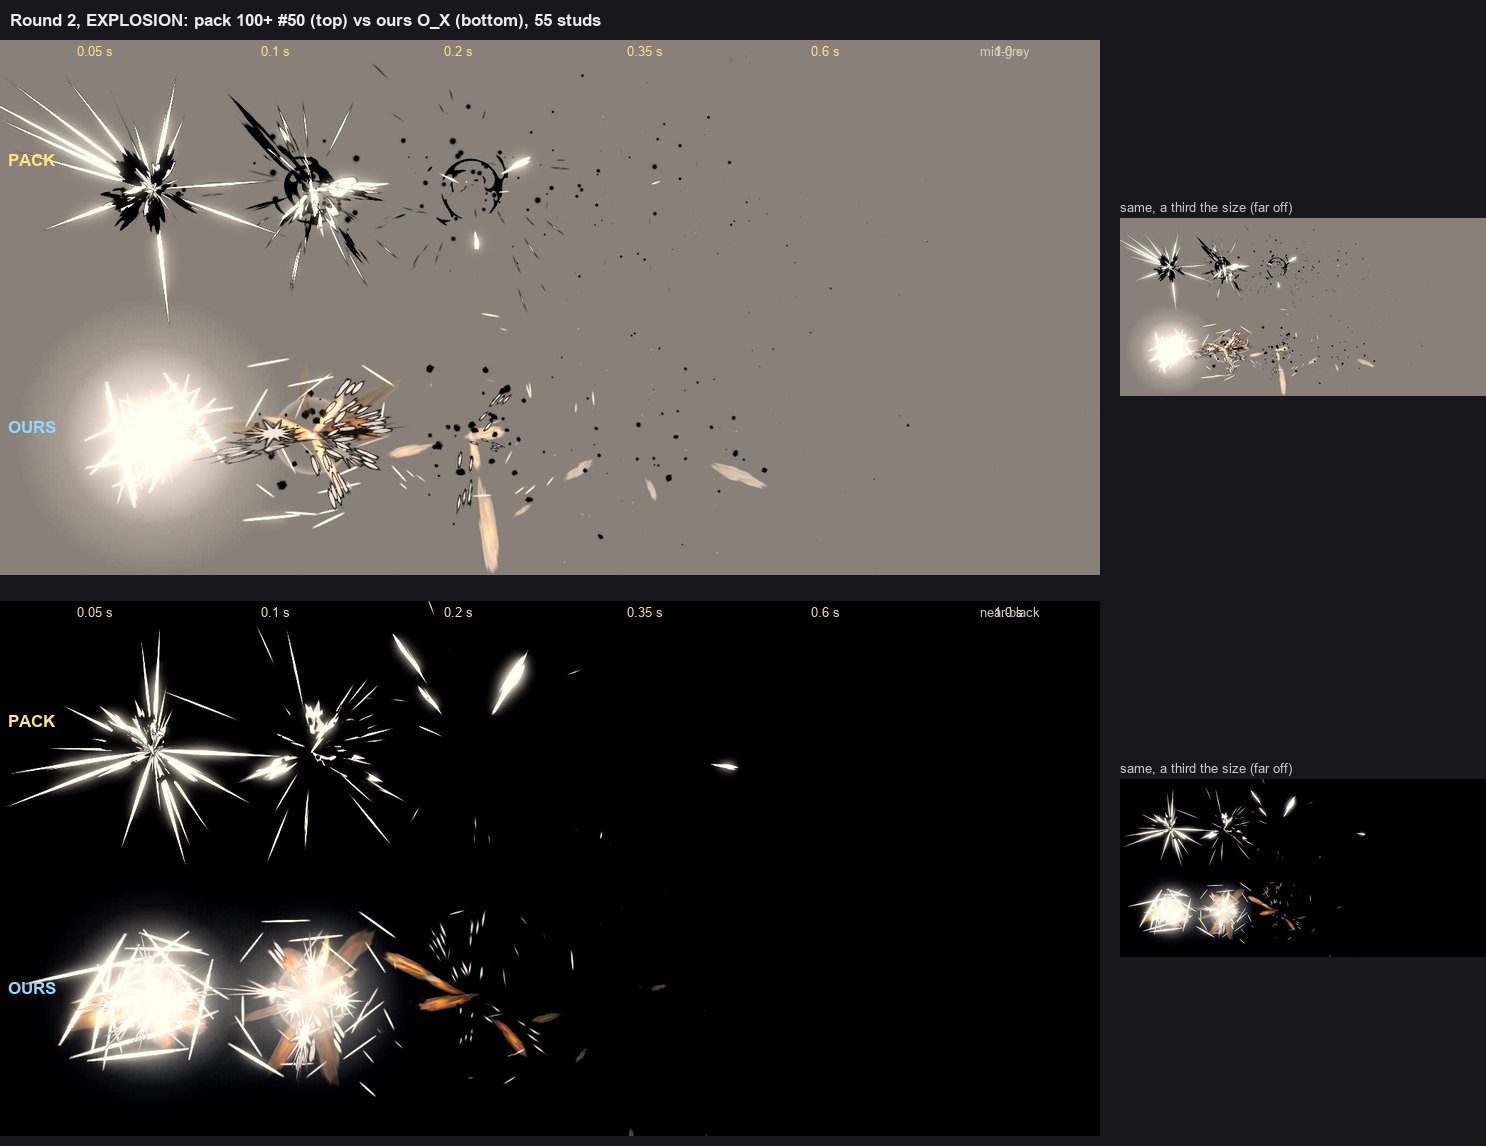 Round 2, EXPLOSION: pack 100+ #50 (top) vs ours O_X (bottom), 55 studs
0.05 s 0.1 s 0.2 s 0.35 s 0.6 s 1.0 s
PACK
same, a third the size (far off)
OURS
0.05 s 0.1 s 0.2 s 0.35 s 0.6 s
PACK
same, a third the size (far off)
OURS